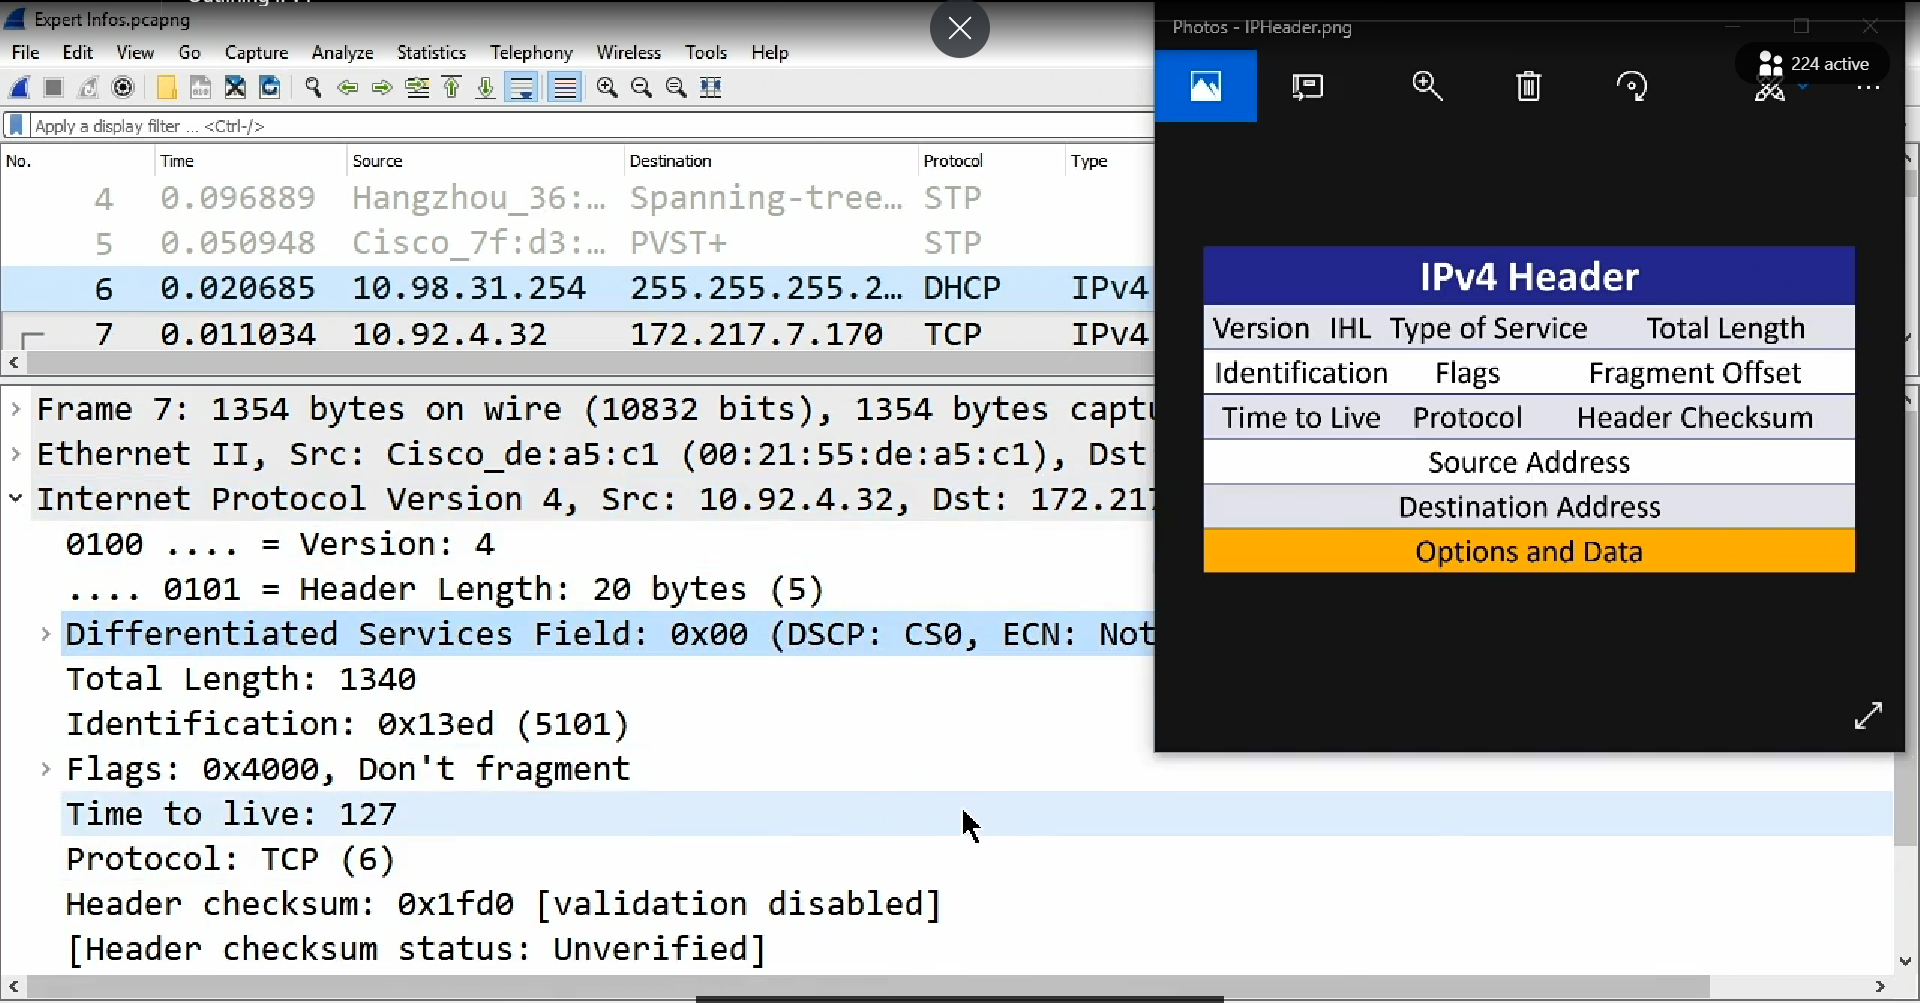 Expert Infos.pcapng
File Edit View Go Capture Analyze Statistics Telephony Wireless Tools Help
Apply a display filter ... <Ctrl-/>
No. Time Source Destination Protocol Type
4 0.096889 Hangzhou_36:… Spanning-tree… STP
5 0.050948 Cisco_7f:d3:… PVST+ STP
6 0.020685 10.98.31.254 255.255.255.2… DHCP IPv4
7 0.011034 10.92.4.32 172.217.7.170 TCP IPv4
Frame 7: 1354 bytes on wire (10832 bits), 1354 bytes captu
Ethernet II, Src: Cisco_de:a5:c1 (00:21:55:de:a5:c1), Dst
Internet Protocol Version 4, Src: 10.92.4.32, Dst: 172.217
0100 .... = Version: 4
.... 0101 = Header Length: 20 bytes (5)
Differentiated Services Field: 0x00 (DSCP: CS0, ECN: Not
Total Length: 1340
Identification: 0x13ed (5101)
Flags: 0x4000, Don't fragment
Time to live: 127
Protocol: TCP (6)
Header checksum: 0x1fd0 [validation disabled]
[Header checksum status: Unverified]
Photos - IPHeader.png
224 active
IPv4 Header
Version IHL Type of Service Total Length
Identification Flags Fragment Offset
Time to Live Protocol Header Checksum
Source Address
Destination Address
Options and Data